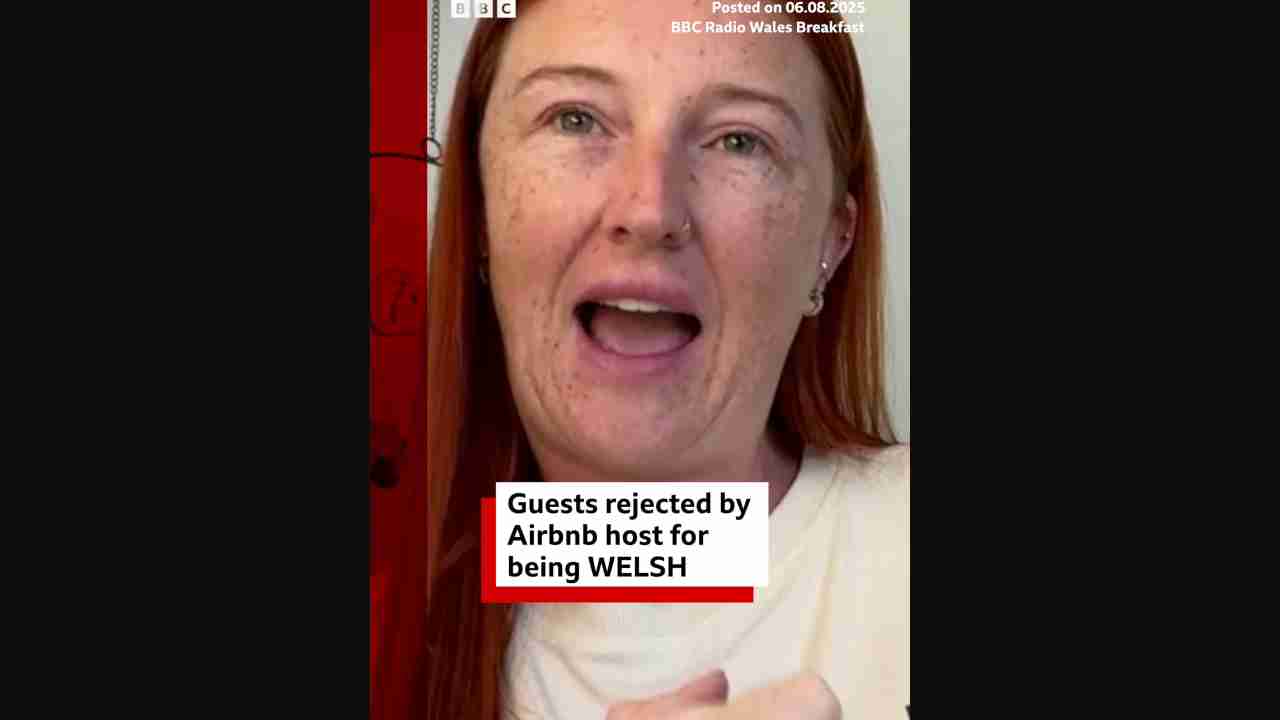 BBC
Posted on 06.08.2025
BBC Radio Wales Breakfast
Guests rejected by
Airbnb host for
being WELSH